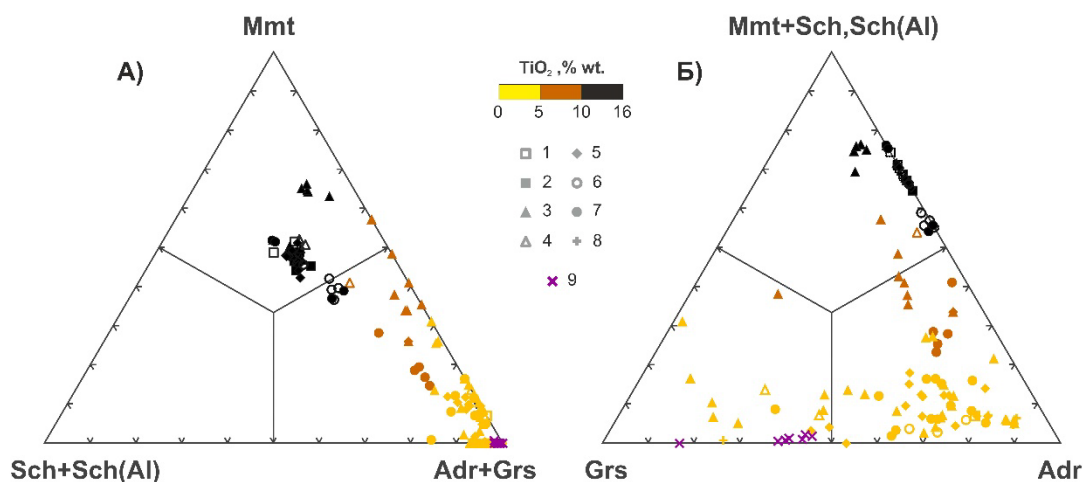 Mmt
Mmt+Sch,Sch(Al)
А)
TiO₂ ,% wt.
Б)
0 5 10 16
1 5
2 6
3 7
4 8
9
Sch+Sch(Al)
Adr+Grs
Grs
Adr